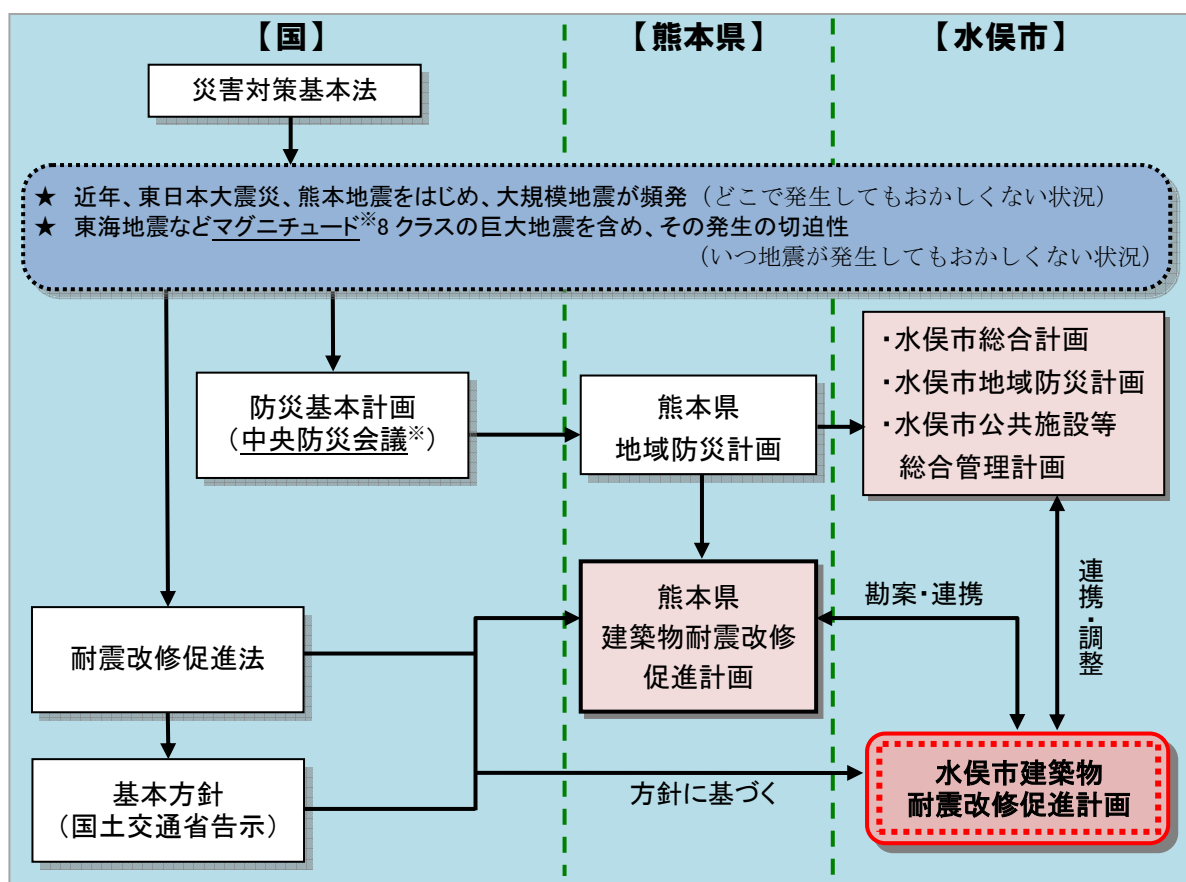 【国】
【熊本県】
【水俣市】
災害対策基本法
★ 近年、東日本大震災、熊本地震をはじめ、大規模地震が頻発（どこで発生してもおかしくない状況）
★ 東海地震などマグニチュード※8クラスの巨大地震を含め、その発生の切迫性
（いつ地震が発生してもおかしくない状況）
防災基本計画
（中央防災会議※）
熊本県
地域防災計画
・水俣市総合計画
・水俣市地域防災計画
・水俣市公共施設等
総合管理計画
耐震改修促進法
熊本県
建築物耐震改修
促進計画
勘案・連携
連携・調整
基本方針
（国土交通省告示）
方針に基づく
水俣市建築物
耐震改修促進計画